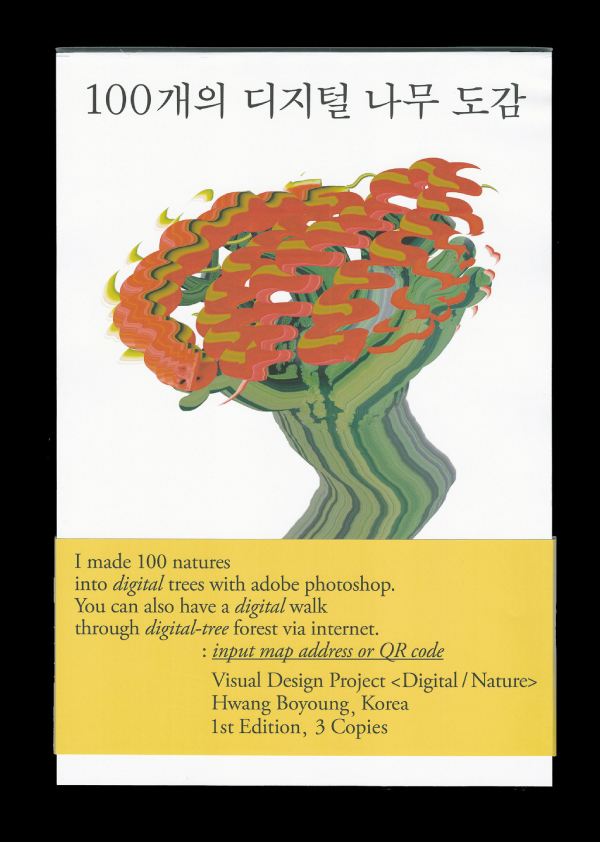 100개의 디지털 나무 도감
I made 100 natures
into digital trees with adobe photoshop.
You can also have a digital walk
through digital-tree forest via internet.
: input map address or QR code
Visual Design Project <Digital / Nature>
Hwang Boyoung, Korea
1st Edition, 3 Copies